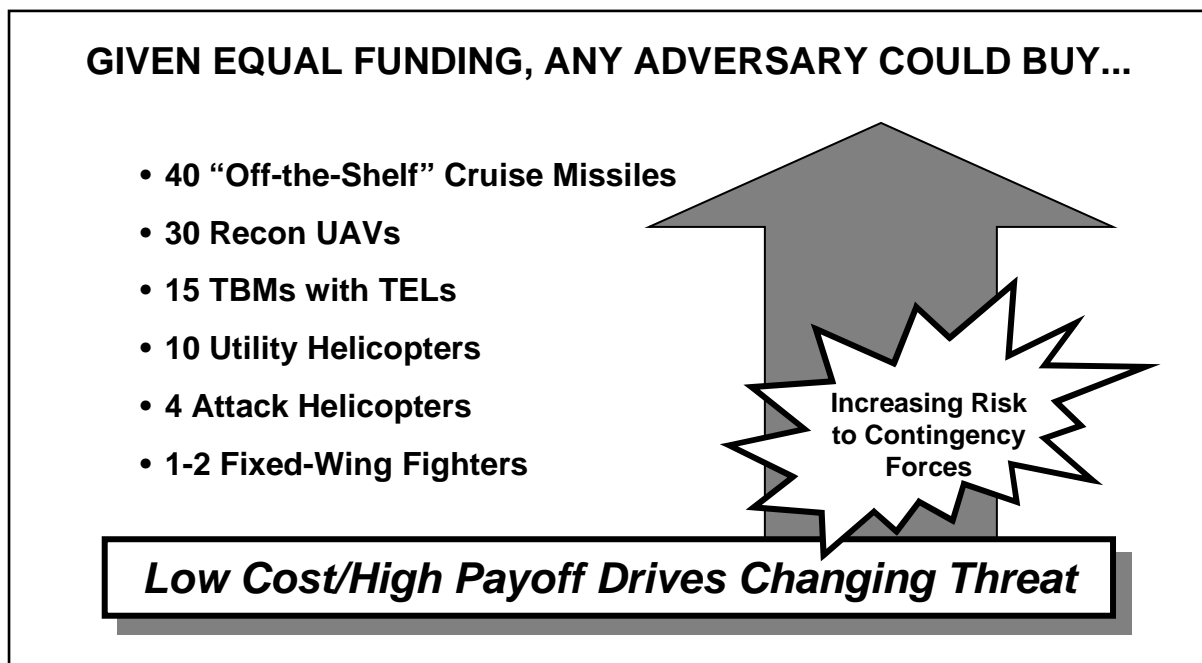 GIVEN EQUAL FUNDING, ANY ADVERSARY COULD BUY...
• 40 “Off-the-Shelf” Cruise Missiles
• 30 Recon UAVs
• 15 TBMs with TELs
• 10 Utility Helicopters
• 4 Attack Helicopters
• 1-2 Fixed-Wing Fighters
Increasing Risk
to Contingency
Forces
Low Cost/High Payoff Drives Changing Threat